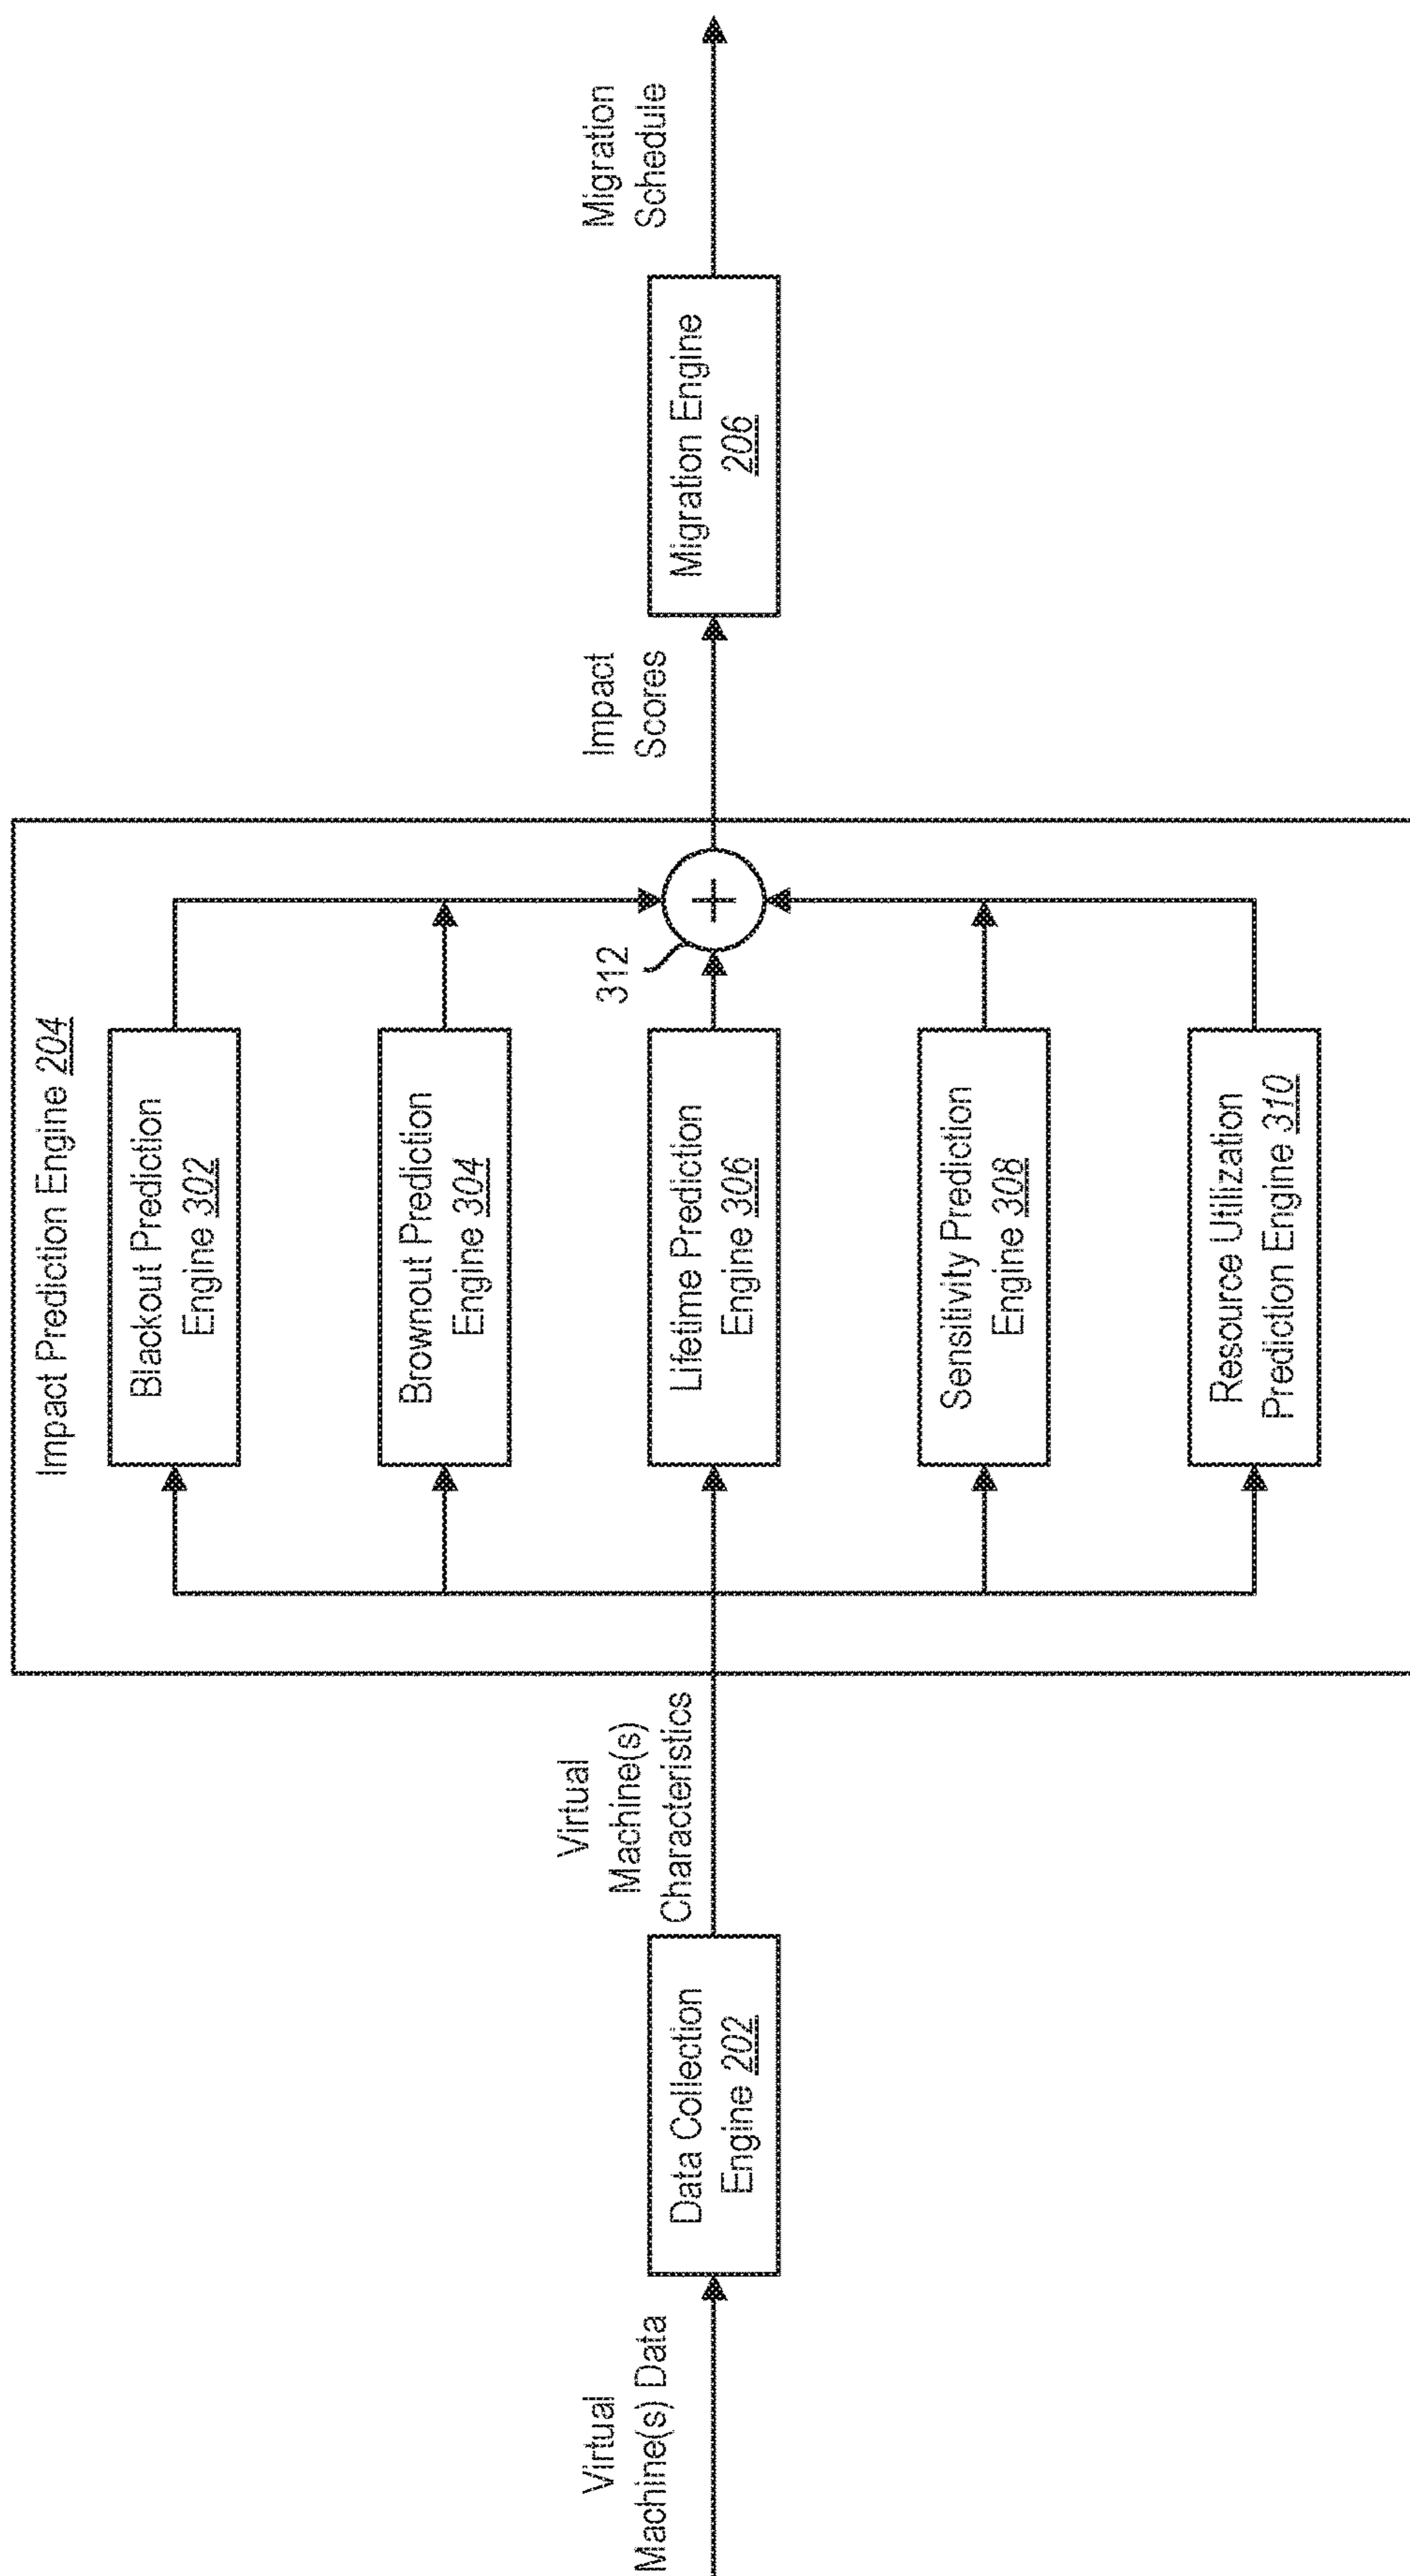 Virtual
Machine(s) Data
Data Collection
Engine 202
Virtual
Machine(s)
Characteristics
Impact Prediction Engine 204
Blackout Prediction
Engine 302
Brownout Prediction
Engine 304
Lifetime Prediction
Engine 306
Sensitivity Prediction
Engine 308
Resource Utilization
Prediction Engine 310
312
+
Impact
Scores
Migration Engine
206
Migration
Schedule